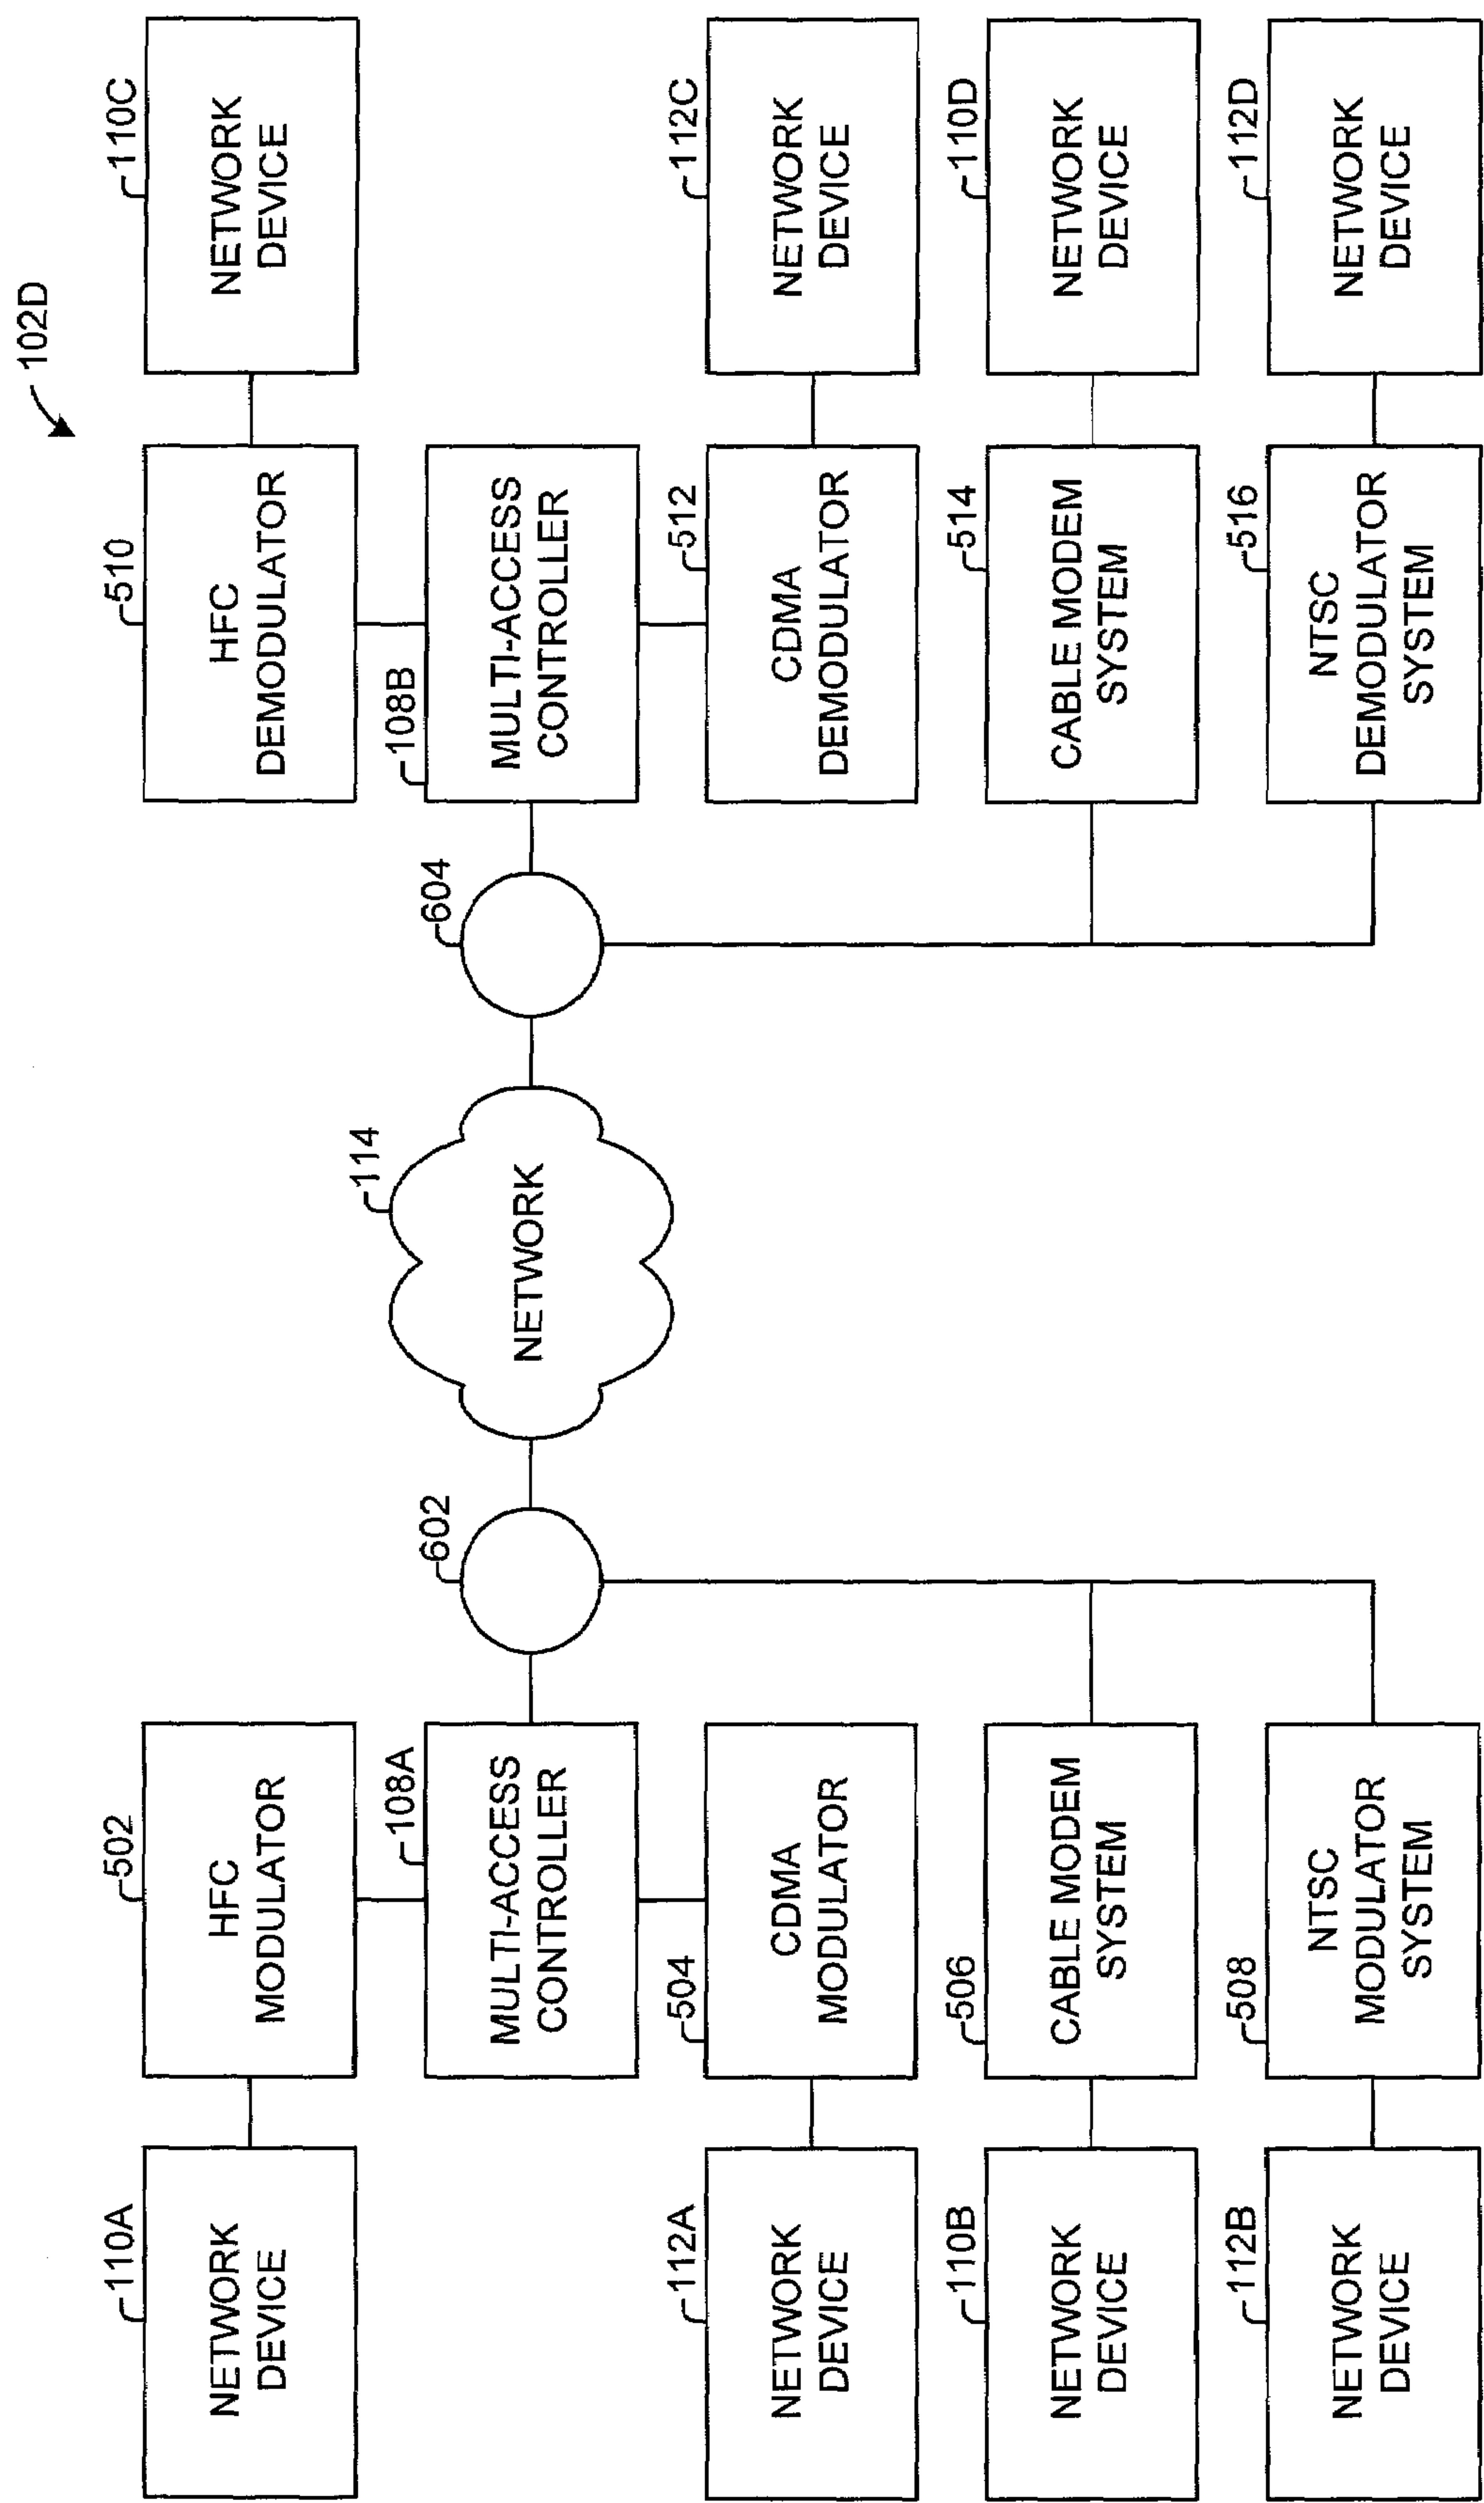 102D
110A
NETWORK
DEVICE
502
HFC
MODULATOR
510
HFC
DEMODULATOR
110C
NETWORK
DEVICE
108A
MULTI-ACCESS
CONTROLLER
602
114
NETWORK
604
108B
MULTI-ACCESS
CONTROLLER
112A
NETWORK
DEVICE
504
CDMA
MODULATOR
512
CDMA
DEMODULATOR
112C
NETWORK
DEVICE
110B
NETWORK
DEVICE
506
CABLE MODEM
SYSTEM
514
CABLE MODEM
SYSTEM
110D
NETWORK
DEVICE
112B
NETWORK
DEVICE
508
NTSC
MODULATOR
SYSTEM
516
NTSC
DEMODULATOR
SYSTEM
112D
NETWORK
DEVICE